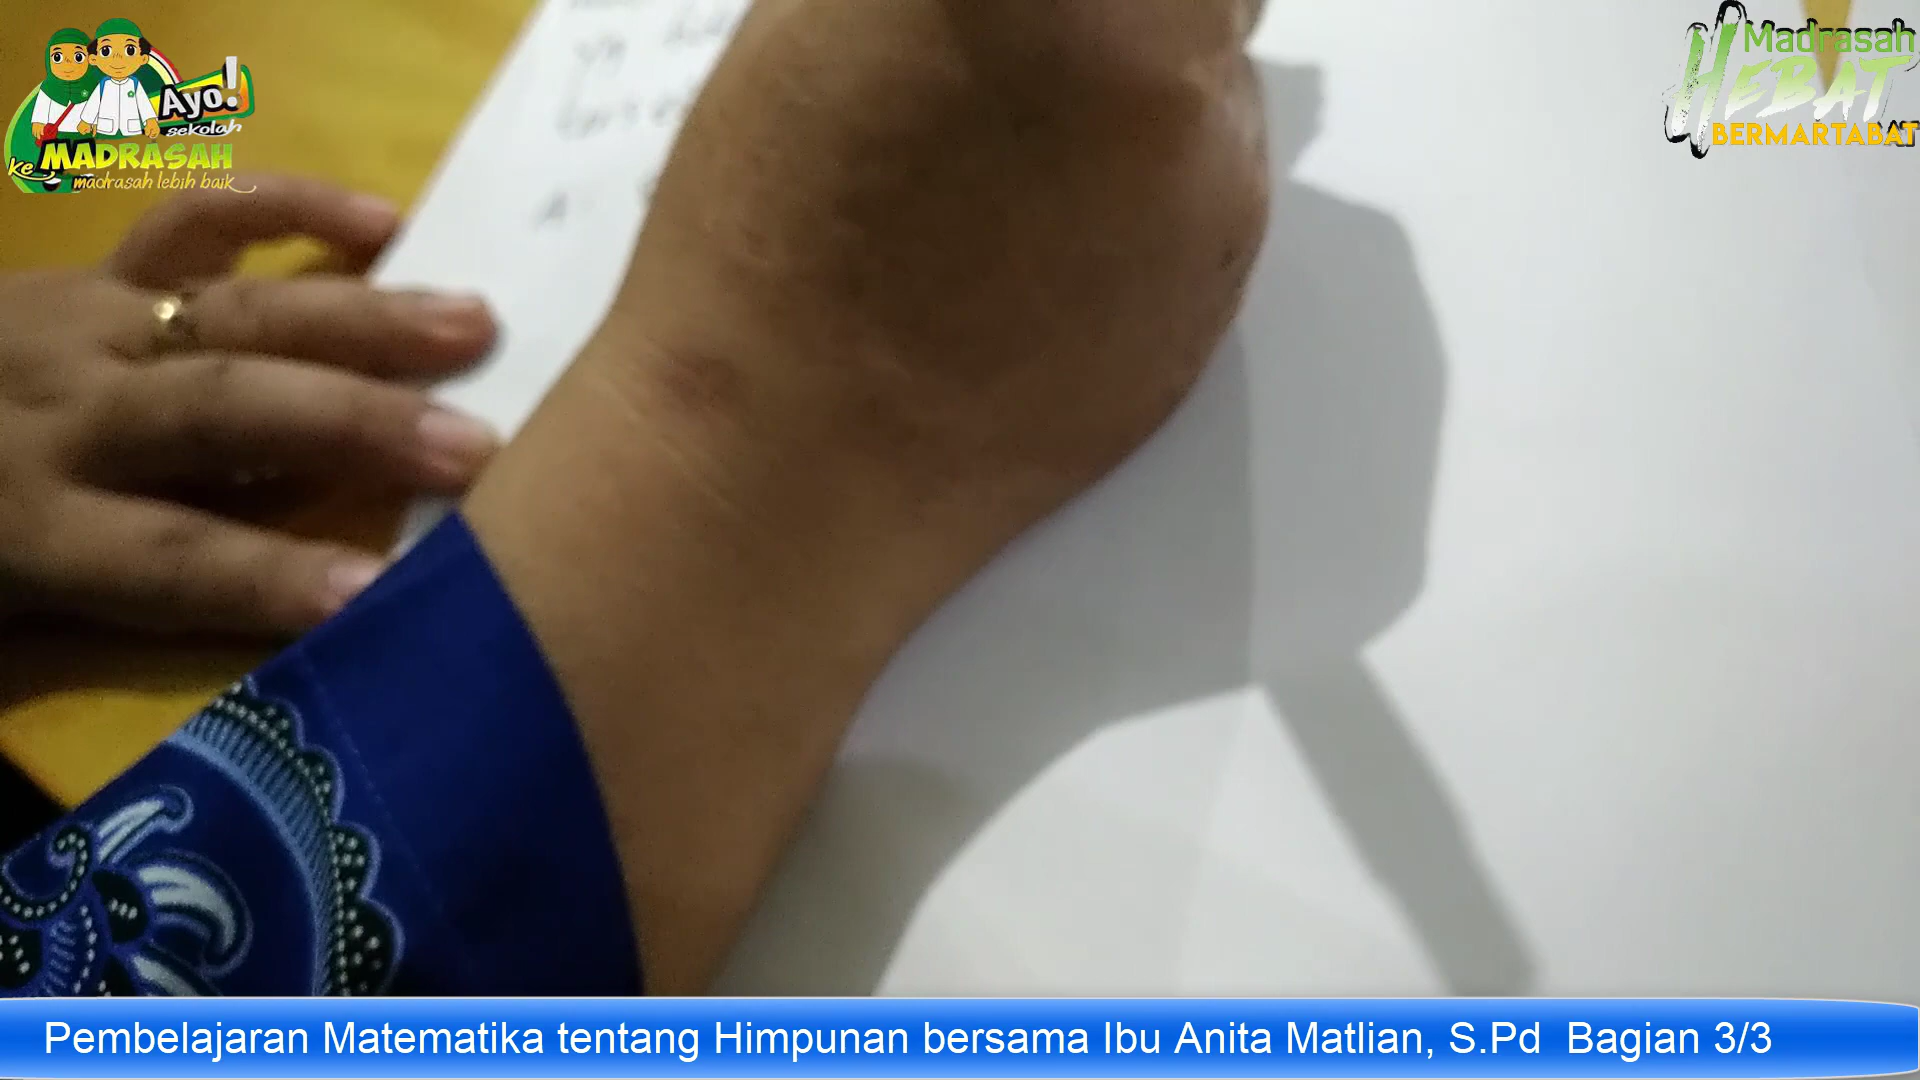 Ayo!
sekolah
ke MADRASAH
madrasah lebih baik
Madrasah
HEBAT
BERMARTABAT
ya
A.
Pembelajaran Matematika tentang Himpunan bersama Ibu Anita Matlian, S.Pd Bagian 3/3